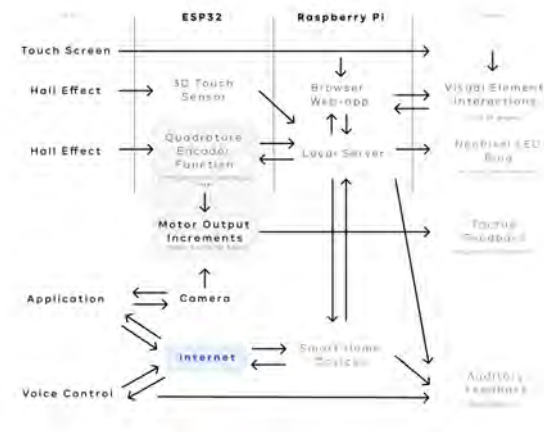 ESP32 Raspberry Pi
Touch Screen
Hall Effect 3D Touch Browser Visual Element
Sensor Web-app Interactions
Hall Effect Quadrature Local Server Neopixel LED
Encoder Ring
Function
Motor Output Tactile
Increments Feedback
Application Camera
Internet Smart Home
Devices
Voice Control Auditory
Feedback